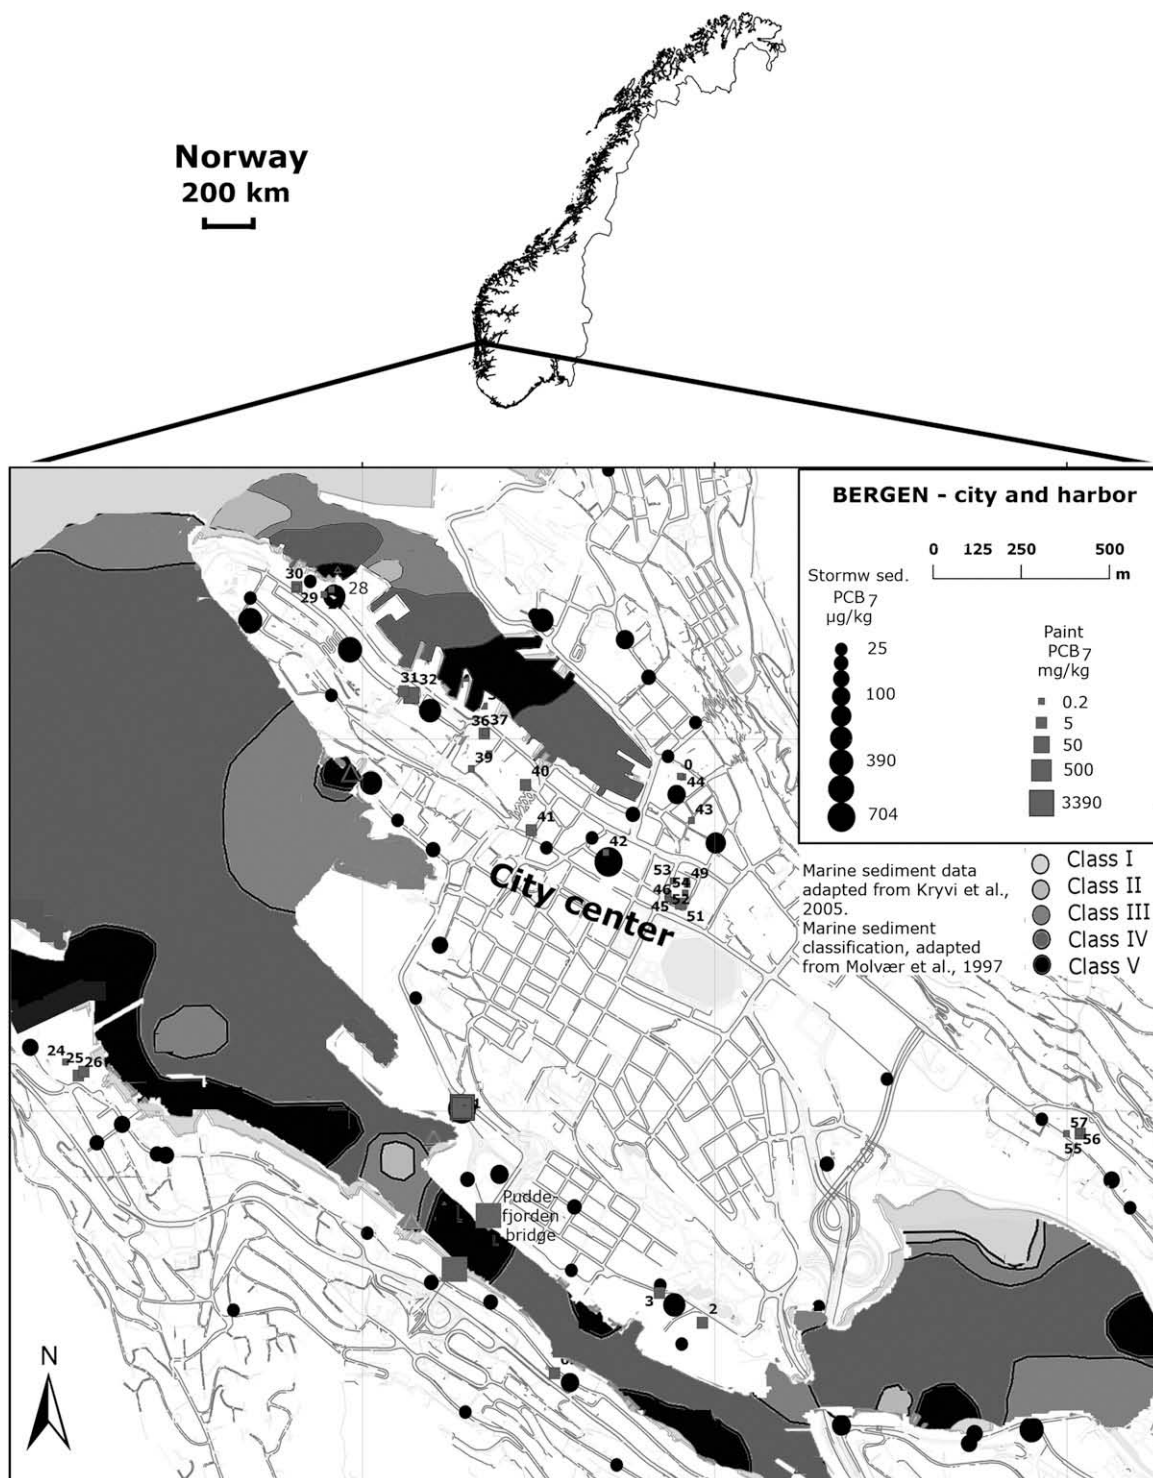 Norway
200 km
BERGEN - city and harbor
0 125 250 500
m
Stormw sed.
PCB 7
µg/kg
25
100
390
704
Paint
PCB7
mg/kg
0.2
5
50
500
3390
Marine sediment data
adapted from Kryvi et al.,
2005.
Marine sediment
classification, adapted
from Molvær et al., 1997
Class I
Class II
Class III
Class IV
Class V
30
28
29
31 32
36 37
39
40
41
0
44
43
42
53 49
54
46
52
45
51
City center
24
25
26
1
57
56
55
Pudde-
fjorden
bridge
3
2
N